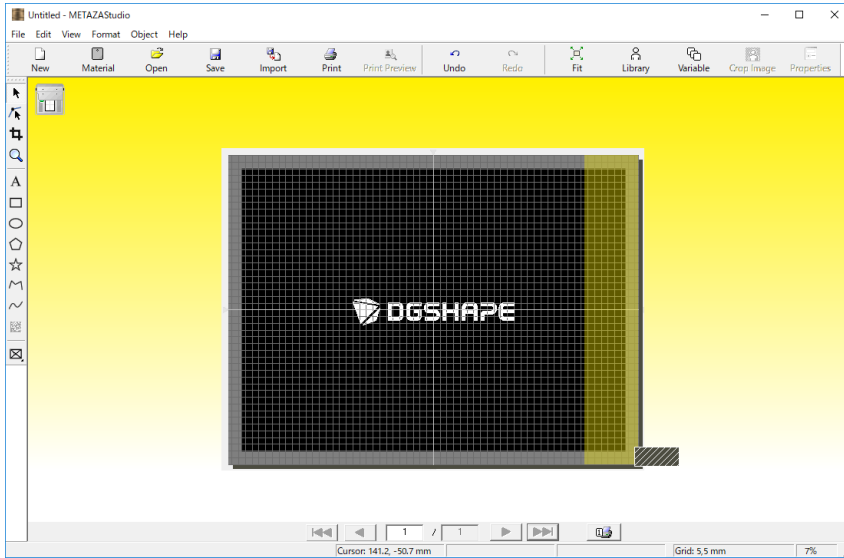 Untitled - METAZAStudio
File Edit View Format Object Help
New Material Open Save Import Print Print Preview Undo Redo Fit Library Variable Crop Image Properties
A
DGSHAPE
1 / 1
Cursor: 141.2, -50.7 mm Grid: 5,5 mm 7%